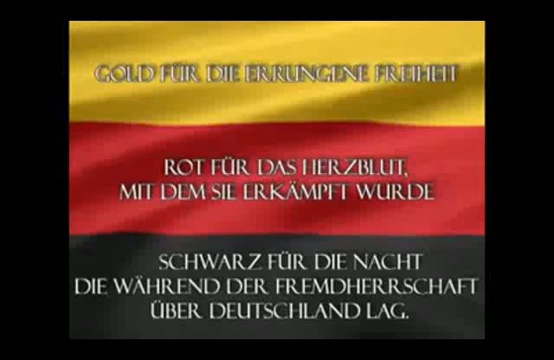 GOLD FÜR DIE ERRUNGENE FREIHEIT
ROT FÜR DAS HERZBLUT,
MIT DEM SIE ERKÄMPFT WURDE
SCHWARZ FÜR DIE NACHT
DIE WÄHREND DER FREMDHERRSCHAFT
ÜBER DEUTSCHLAND LAG.